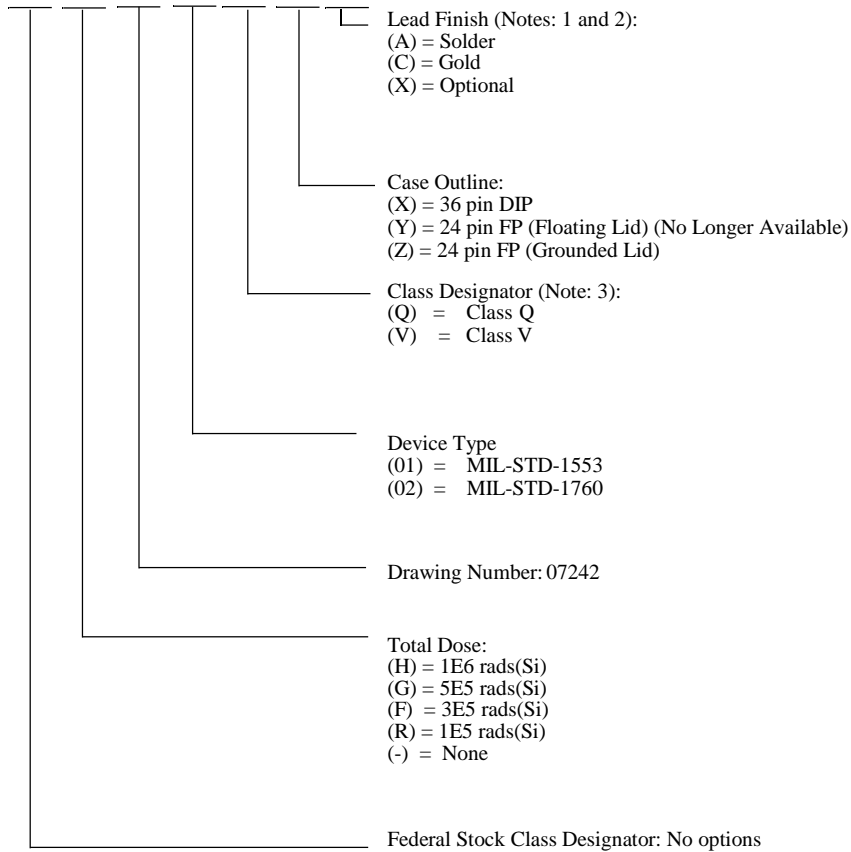 Lead Finish (Notes: 1 and 2):
(A) = Solder
(C) = Gold
(X) = Optional
Case Outline:
(X) = 36 pin DIP
(Y) = 24 pin FP (Floating Lid) (No Longer Available)
(Z) = 24 pin FP (Grounded Lid)
Class Designator (Note: 3):
(Q) = Class Q
(V) = Class V
Device Type
(01) = MIL-STD-1553
(02) = MIL-STD-1760
Drawing Number: 07242
Total Dose:
(H) = 1E6 rads(Si)
(G) = 5E5 rads(Si)
(F) = 3E5 rads(Si)
(R) = 1E5 rads(Si)
(-) = None
Federal Stock Class Designator: No options